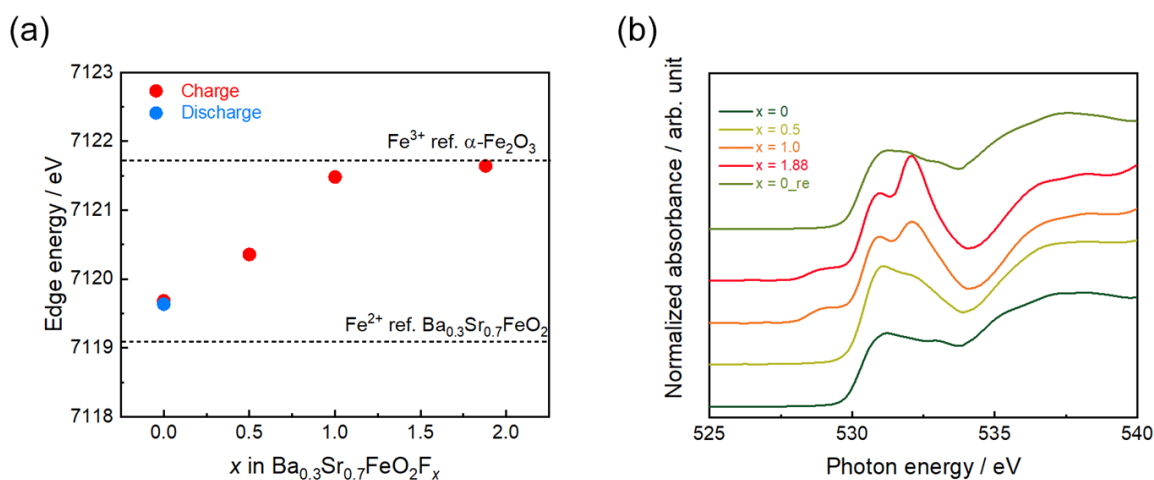 (a)
7123
7122
7121
7120
7119
7118
Edge energy / eV
Charge
Discharge
Fe³⁺ ref. α-Fe₂O₃
Fe²⁺ ref. Ba₀.₃Sr₀.₇FeO₂
0.0 0.5 1.0 1.5 2.0
x in Ba₀.₃Sr₀.₇FeO₂Fₓ
(b)
Normalized absorbance / arb. unit
x = 0
x = 0.5
x = 1.0
x = 1.88
x = 0_re
525 530 535 540
Photon energy / eV